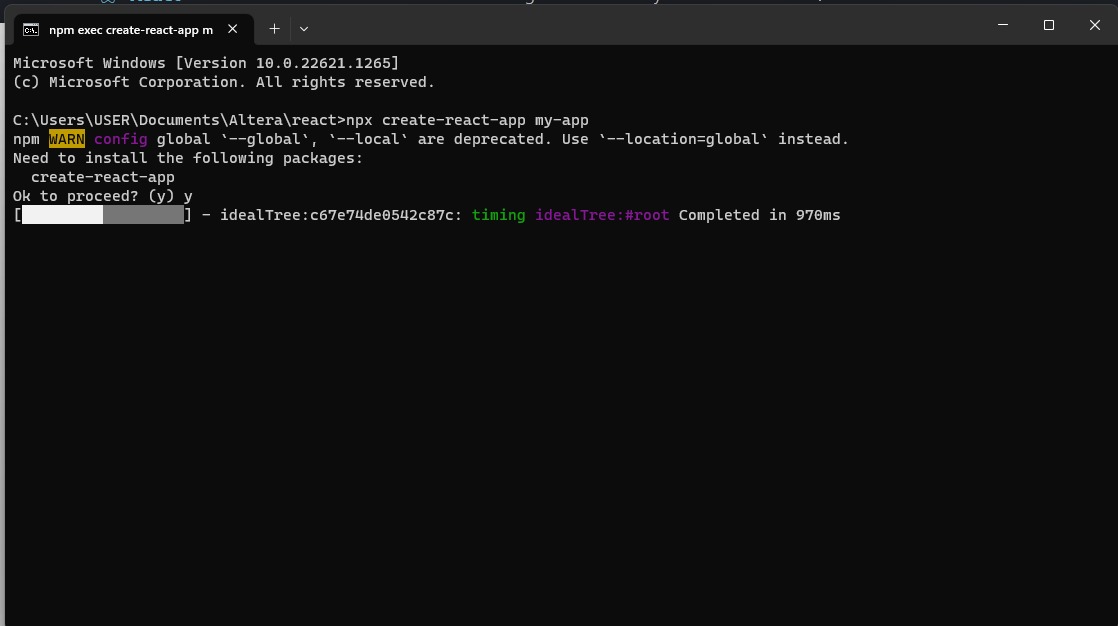 npm exec create-react-app m
Microsoft Windows [Version 10.0.22621.1265]
(c) Microsoft Corporation. All rights reserved.
C:\Users\USER\Documents\Altera\react>npx create-react-app my-app
npm WARN config global `--global`, `--local` are deprecated. Use `--location=global` instead.
Need to install the following packages:
  create-react-app
Ok to proceed? (y) y
[] - idealTree:c67e74de0542c87c: timing idealTree:#root Completed in 970ms